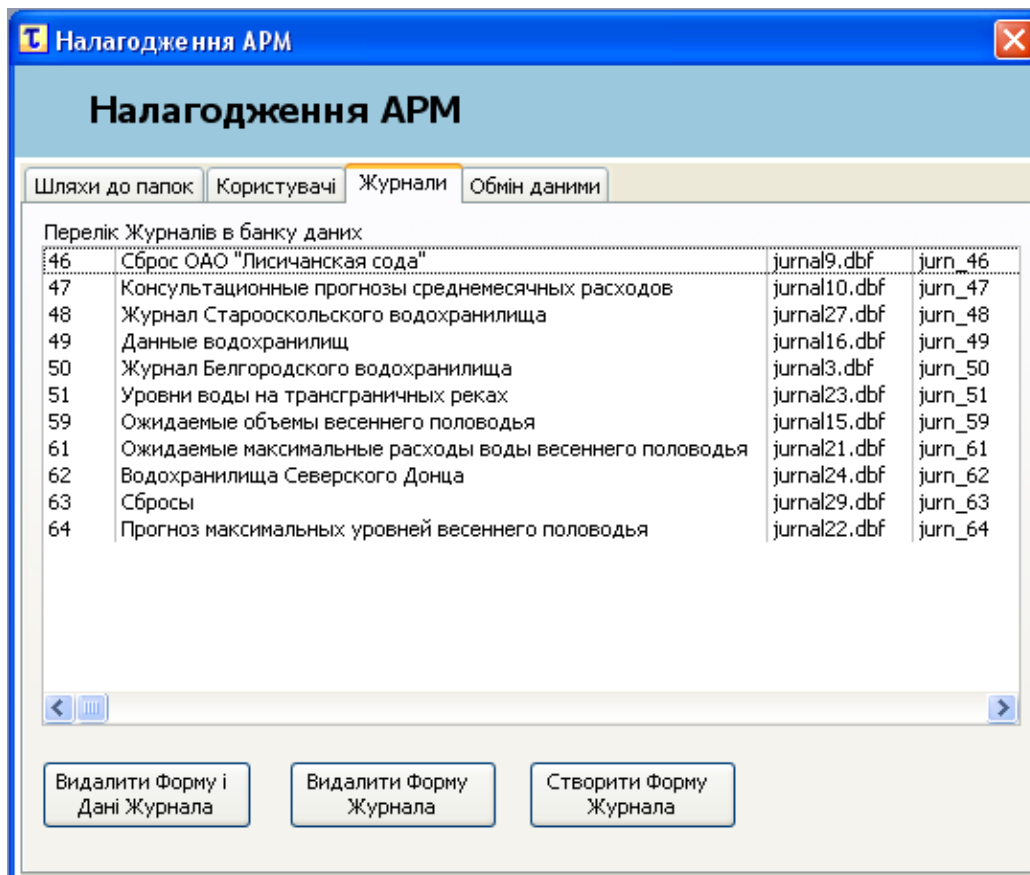 Налагодження АРМ
Налагодження АРМ
Шляхи до папок Користувачі Журнали Обмін даними
Перелік Журналів в банку даних
46 Сброс ОАО "Лисичанская сода" jurnal9.dbf jurn_46
47 Консультационные прогнозы среднемесячных расходов jurnal10.dbf jurn_47
48 Журнал Старооскольского водохранилища jurnal27.dbf jurn_48
49 Данные водохранилищ jurnal16.dbf jurn_49
50 Журнал Белгородского водохранилища jurnal3.dbf jurn_50
51 Уровни воды на трансграничных реках jurnal23.dbf jurn_51
59 Ожидаемые объемы весеннего половодья jurnal15.dbf jurn_59
61 Ожидаемые максимальные расходы воды весеннего половодья jurnal21.dbf jurn_61
62 Водохранилища Северского Донца jurnal24.dbf jurn_62
63 Сбросы jurnal29.dbf jurn_63
64 Прогноз максимальных уровней весеннего половодья jurnal22.dbf jurn_64
Видалити Форму і Видалити Форму Створити Форму
Дані Журнала Журнала Журнала